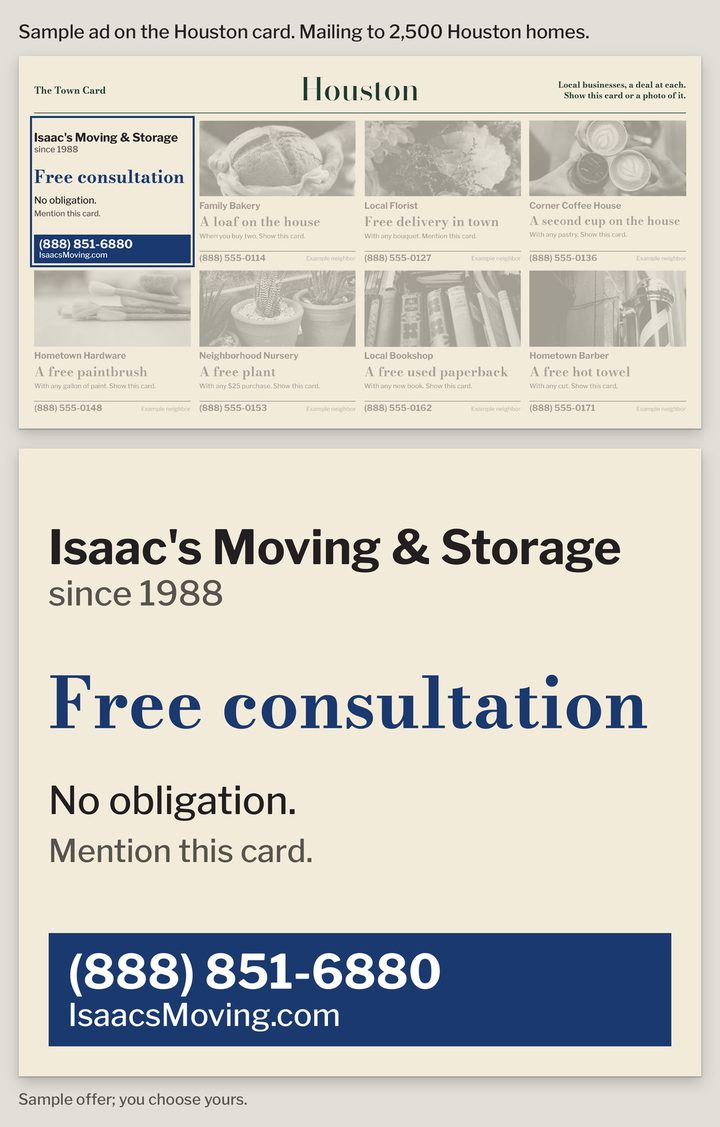 Sample ad on the Houston card. Mailing to 2,500 Houston homes.
The Town Card
Houston
Local businesses, a deal at each.
Show this card or a photo of it.
Isaac's Moving & Storage
since 1988
Free consultation
No obligation.
Mention this card.
(888) 851-6880
IsaacsMoving.com
Family Bakery
A loaf on the house
When you buy two. Show this card.
(888) 555-0114
Example neighbor
Local Florist
Free delivery in town
With any bouquet. Mention this card.
(888) 555-0127
Example neighbor
Corner Coffee House
A second cup on the house
With any pastry. Show this card.
(888) 555-0136
Example neighbor
Hometown Hardware
A free paintbrush
With any gallon of paint. Show this card.
(888) 555-0148
Example neighbor
Neighborhood Nursery
A free plant
With any $25 purchase. Show this card.
(888) 555-0153
Example neighbor
Local Bookshop
A free used paperback
With any new book. Show this card.
(888) 555-0162
Example neighbor
Hometown Barber
A free hot towel
With any cut. Show this card.
(888) 555-0171
Example neighbor
Isaac's Moving & Storage
since 1988
Free consultation
No obligation.
Mention this card.
(888) 851-6880
IsaacsMoving.com
Sample offer; you choose yours.